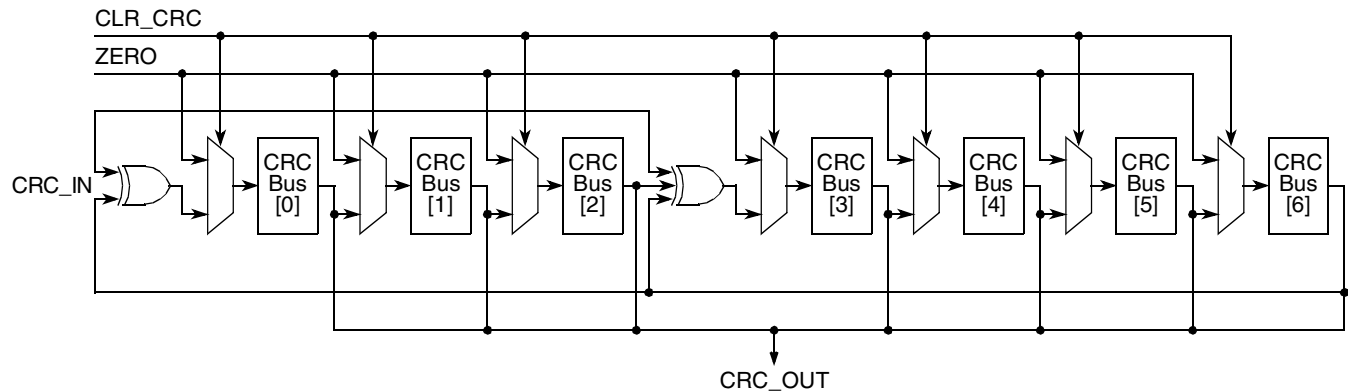 CLR_CRC
ZERO
CRC_IN
CRC
Bus
[0]
CRC
Bus
[1]
CRC
Bus
[2]
CRC
Bus
[3]
CRC
Bus
[4]
CRC
Bus
[5]
CRC
Bus
[6]
CRC_OUT